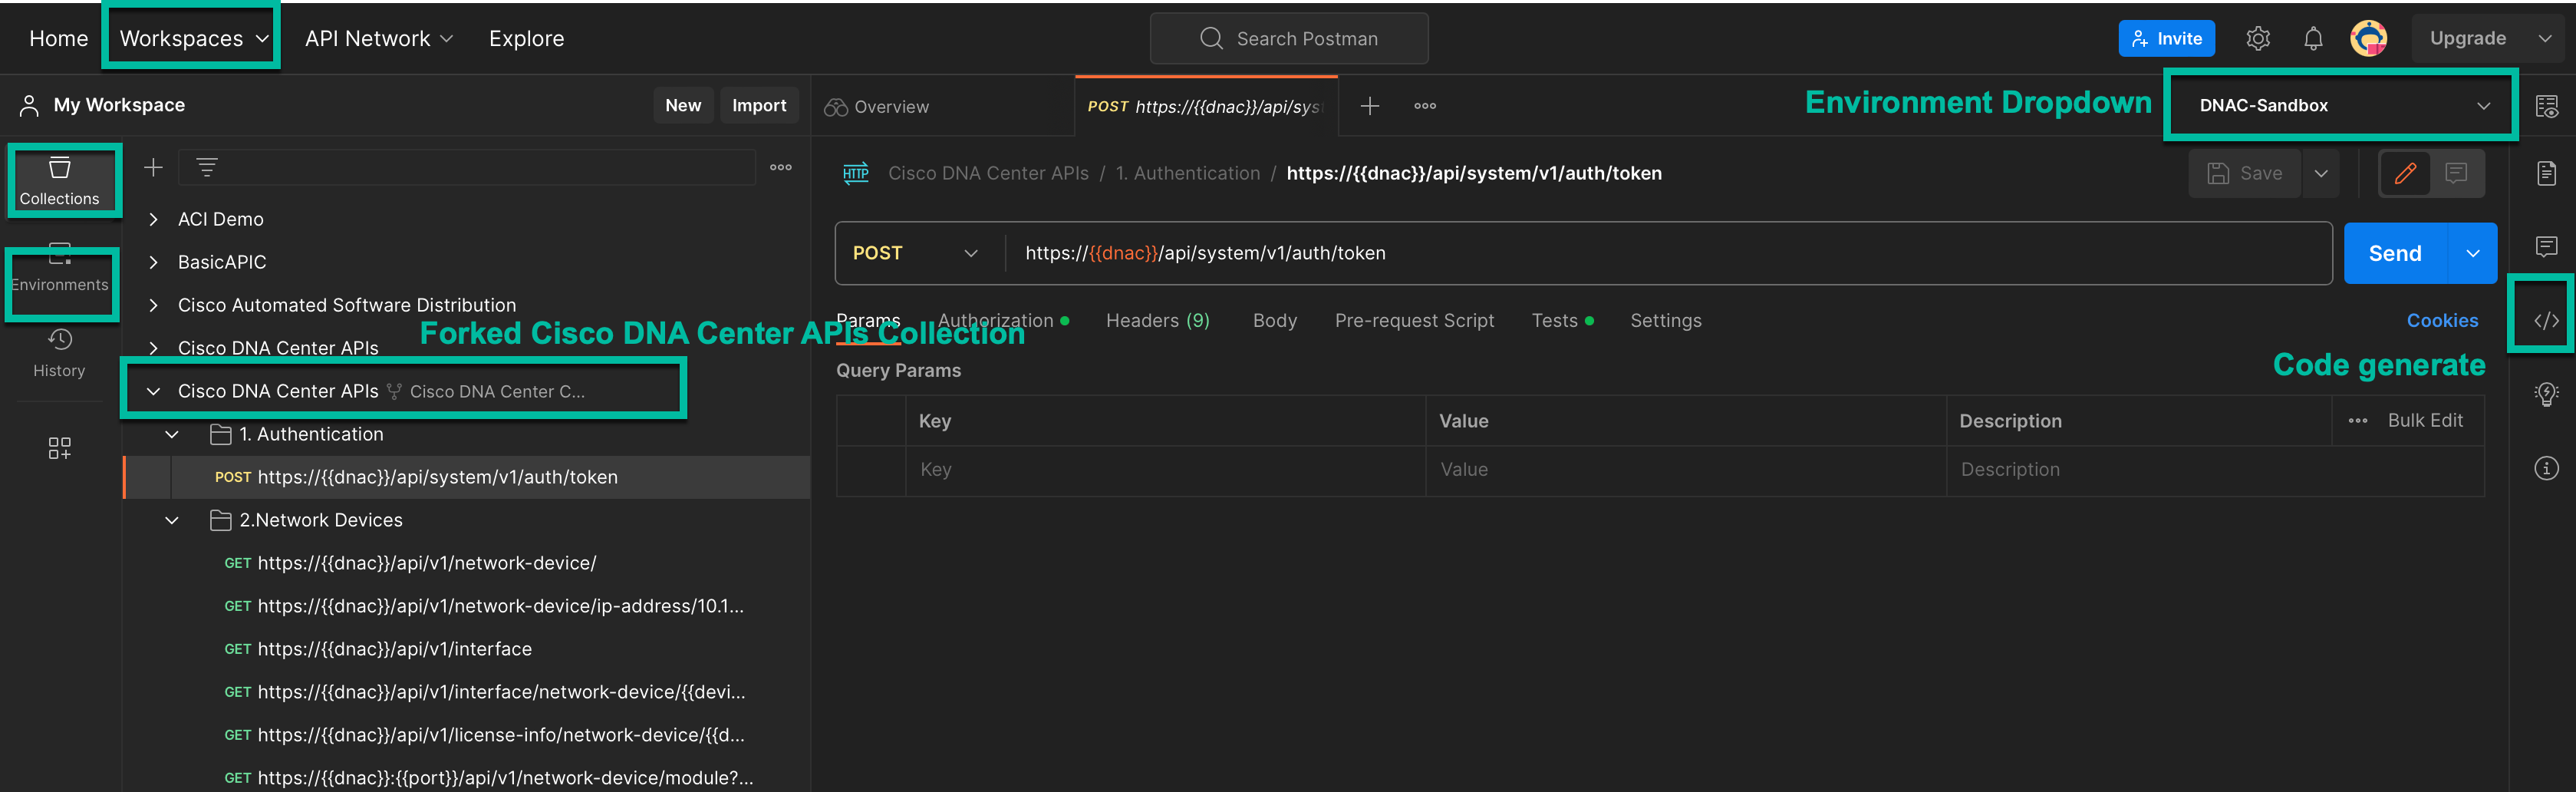 Home Workspaces API Network Explore Search Postman Invite Upgrade
My Workspace New Import Overview POST https://{{dnac}}/api/sys Environment Dropdown DNAC-Sandbox
Collections
Environments
History
ACI Demo
BasicAPIC
Cisco Automated Software Distribution
Cisco DNA Center APIs
Forked Cisco DNA Center APIs Collection
Cisco DNA Center APIs Cisco DNA Center C...
1. Authentication
POST https://{{dnac}}/api/system/v1/auth/token
2.Network Devices
GET https://{{dnac}}/api/v1/network-device/
GET https://{{dnac}}/api/v1/network-device/ip-address/10.1...
GET https://{{dnac}}/api/v1/interface
GET https://{{dnac}}/api/v1/interface/network-device/{{devi...
GET https://{{dnac}}/api/v1/license-info/network-device/{{d...
GET https://{{dnac}}:{{port}}/api/v1/network-device/module?...
HTTP Cisco DNA Center APIs / 1. Authentication / https://{{dnac}}/api/system/v1/auth/token Save
POST https://{{dnac}}/api/system/v1/auth/token Send
Params Authorization Headers (9) Body Pre-request Script Tests Settings Cookies
Code generate
Query Params
Key Value Description Bulk Edit
Key Value Description